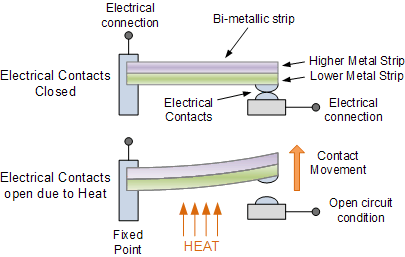 Electrical
connection
Bi-metallic strip
Electrical Contacts
Closed
Higher Metal Strip
Lower Metal Strip
Electrical
Contacts
Electrical
connection
Electrical Contacts
open due to Heat
Contact
Movement
Open circuit
condition
Fixed
Point
HEAT